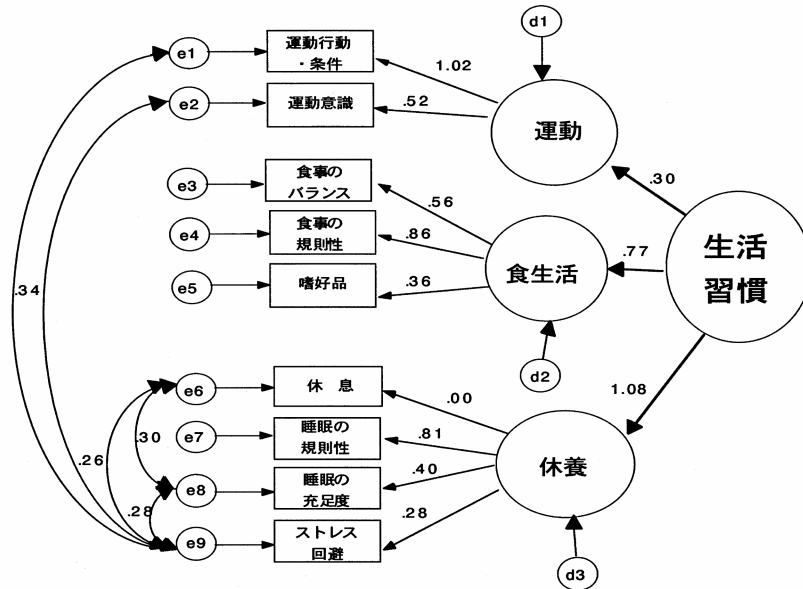 d1
e1
運動行動
・条件
1.02
e2
運動意識
.52
運動
.30
e3
食事の
バランス
.56
e4
食事の
規則性
.86
e5
嗜好品
.36
食生活
.77
生活
習慣
d2
.34
e6
休 息
.00
1.08
e7
睡眠の
規則性
.81
.30
.26
e8
睡眠の
充足度
.40
休養
.28
e9
ストレス
回避
.28
d3